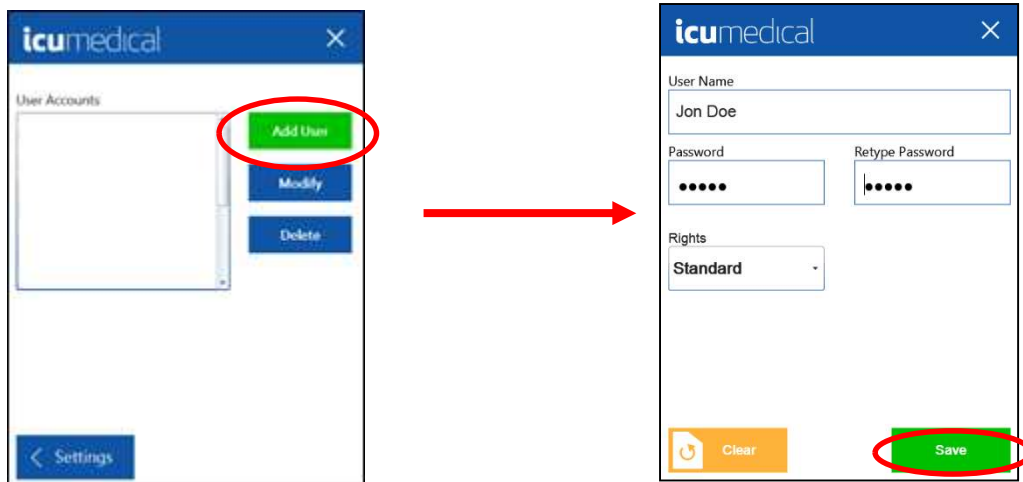 icumedical
User Accounts
Add User
Modify
Delete
Settings
icumedical
User Name
Jon Doe
Password Retype Password
••••• •••••
Rights
Standard
Clear Save